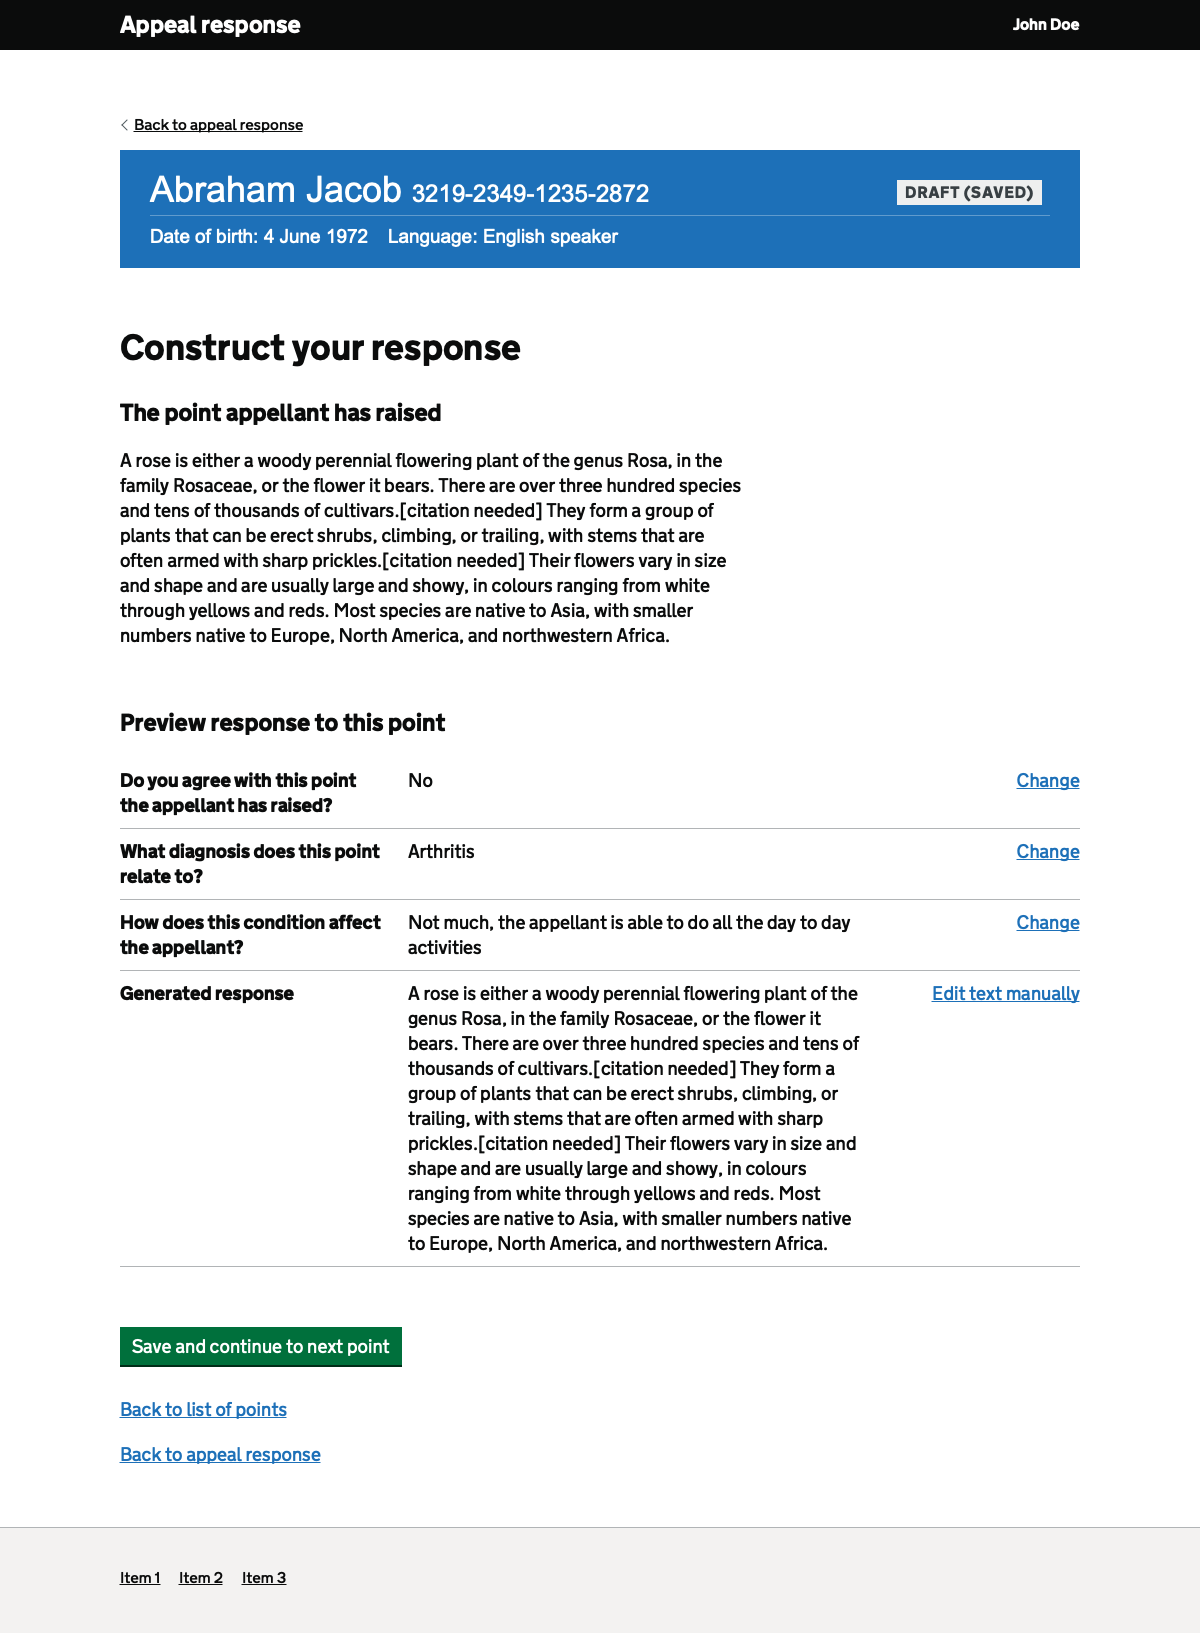 Appeal response
John Doe
Back to appeal response
Abraham Jacob 3219-2349-1235-2872
DRAFT (SAVED)
Date of birth: 4 June 1972 Language: English speaker
Construct your response
The point appellant has raised
A rose is either a woody perennial flowering plant of the genus Rosa, in the
family Rosaceae, or the flower it bears. There are over three hundred species
and tens of thousands of cultivars.[citation needed] They form a group of
plants that can be erect shrubs, climbing, or trailing, with stems that are
often armed with sharp prickles.[citation needed] Their flowers vary in size
and shape and are usually large and showy, in colours ranging from white
through yellows and reds. Most species are native to Asia, with smaller
numbers native to Europe, North America, and northwestern Africa.
Preview response to this point
Do you agree with this point
the appellant has raised?
No
Change
What diagnosis does this point
relate to?
Arthritis
Change
How does this condition affect
the appellant?
Not much, the appellant is able to do all the day to day
activities
Change
Generated response
A rose is either a woody perennial flowering plant of the
genus Rosa, in the family Rosaceae, or the flower it
bears. There are over three hundred species and tens of
thousands of cultivars.[citation needed] They form a
group of plants that can be erect shrubs, climbing, or
trailing, with stems that are often armed with sharp
prickles.[citation needed] Their flowers vary in size and
shape and are usually large and showy, in colours
ranging from white through yellows and reds. Most
species are native to Asia, with smaller numbers native
to Europe, North America, and northwestern Africa.
Edit text manually
Save and continue to next point
Back to list of points
Back to appeal response
Item 1 Item 2 Item 3